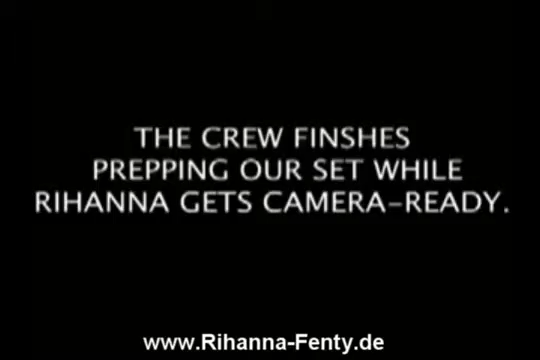 THE CREW FINSHES
PREPPING OUR SET WHILE
RIHANNA GETS CAMERA-READY.
www.Rihanna-Fenty.de